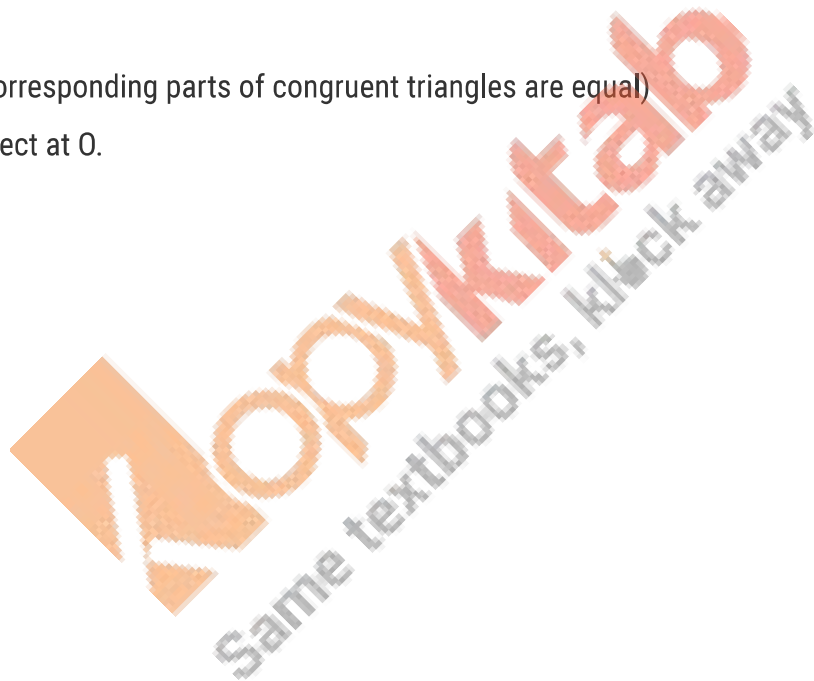 orresponding parts of congruent triangles are equal)
ect at O.
Kopykitab
Same textbooks, klick away